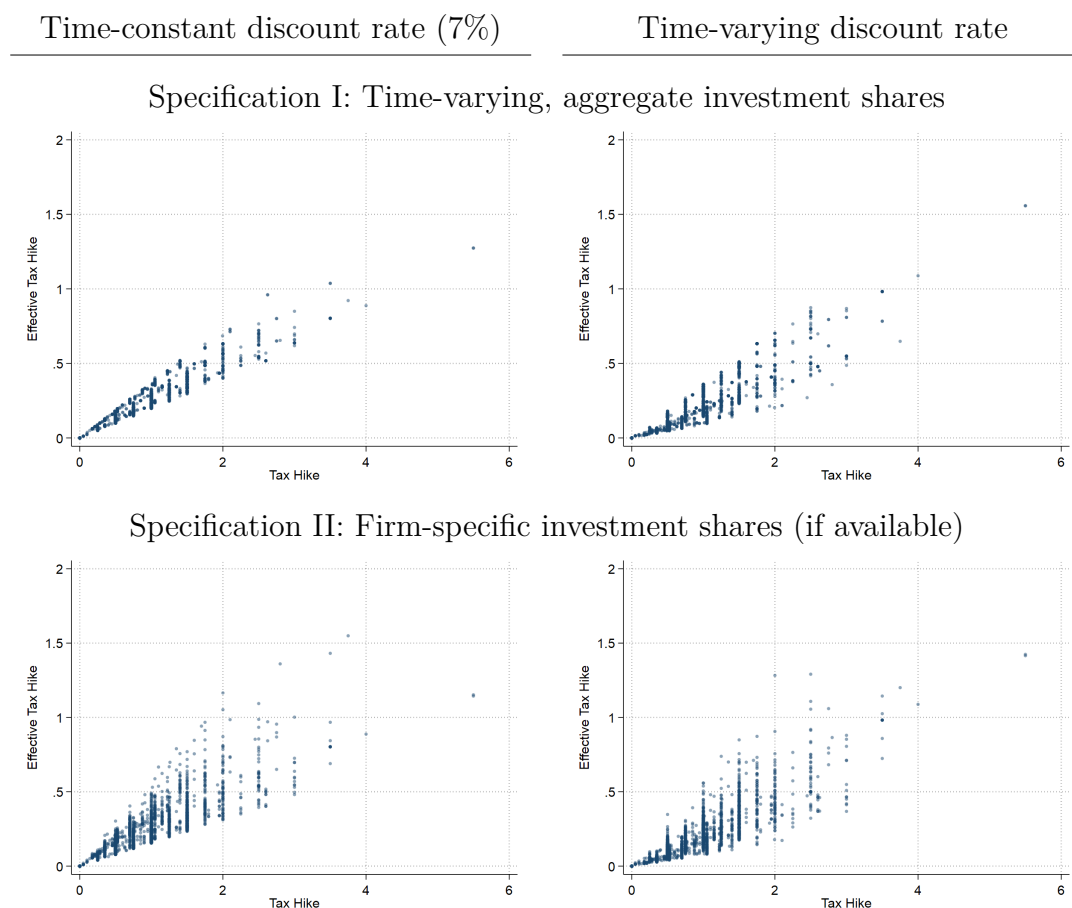 Time-constant discount rate (7%) Time-varying discount rate
Specification I: Time-varying, aggregate investment shares
2
1.5
1
.5
0
Effective Tax Hike
0 2 4 6
Tax Hike
2
1.5
1
.5
0
Effective Tax Hike
0 2 4 6
Tax Hike
Specification II: Firm-specific investment shares (if available)
2
1.5
1
.5
0
Effective Tax Hike
0 2 4 6
Tax Hike
2
1.5
1
.5
0
Effective Tax Hike
0 2 4 6
Tax Hike